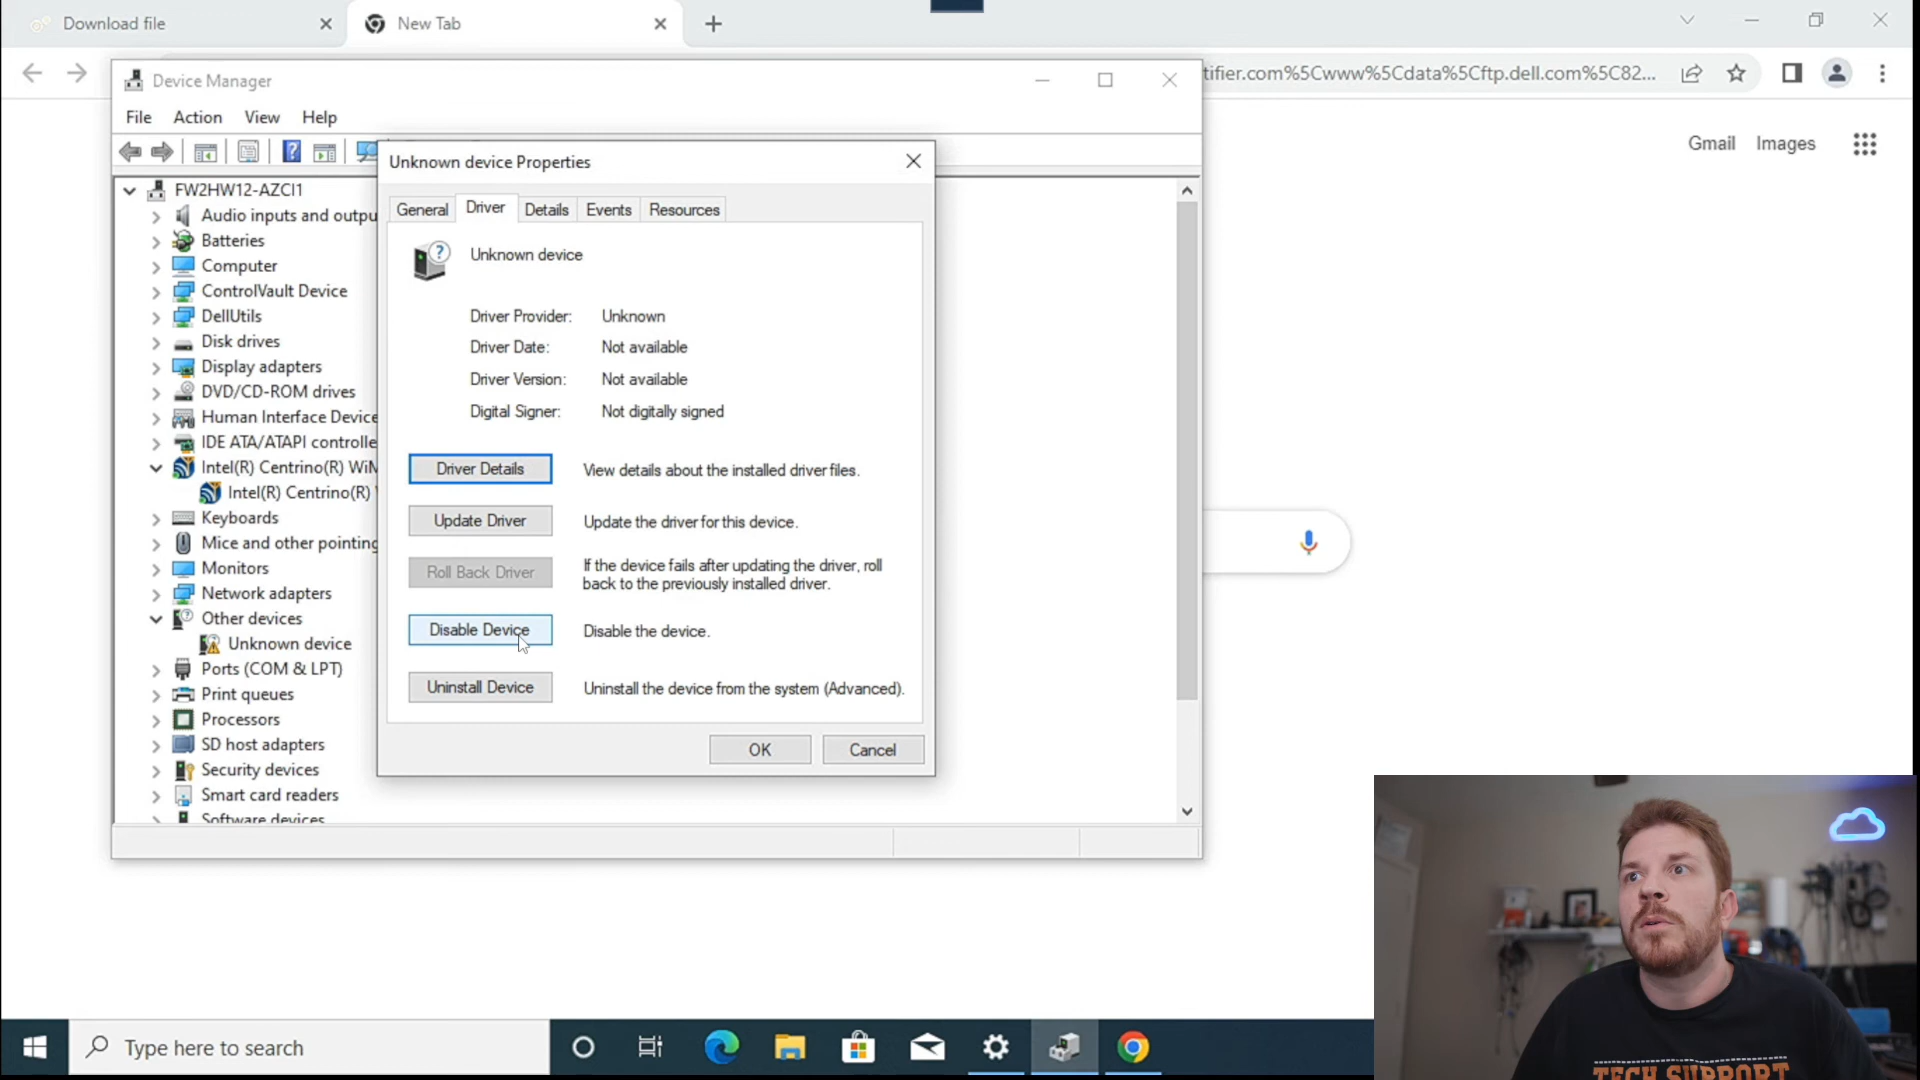 Download file
New Tab
tifier.com%5Cwww%5Cdata%5Cftp.dell.com%5C82...
Gmail
Images
Device Manager
File
Action
View
Help
FW2HW12-AZCI1
Audio inputs and outpu
Batteries
Computer
ControlVault Device
DellUtils
Disk drives
Display adapters
DVD/CD-ROM drives
Human Interface Device
IDE ATA/ATAPI controlle
Intel(R) Centrino(R) WiM
Intel(R) Centrino(R)
Keyboards
Mice and other pointing
Monitors
Network adapters
Other devices
Unknown device
Ports (COM & LPT)
Print queues
Processors
SD host adapters
Security devices
Smart card readers
Software devices
Unknown device Properties
General
Driver
Details
Events
Resources
Unknown device
Driver Provider: Unknown
Driver Date: Not available
Driver Version: Not available
Digital Signer: Not digitally signed
Driver Details
View details about the installed driver files.
Update Driver
Update the driver for this device.
Roll Back Driver
If the device fails after updating the driver, roll
back to the previously installed driver.
Disable Device
Disable the device.
Uninstall Device
Uninstall the device from the system (Advanced).
OK
Cancel
Type here to search
TECH SUPPORT